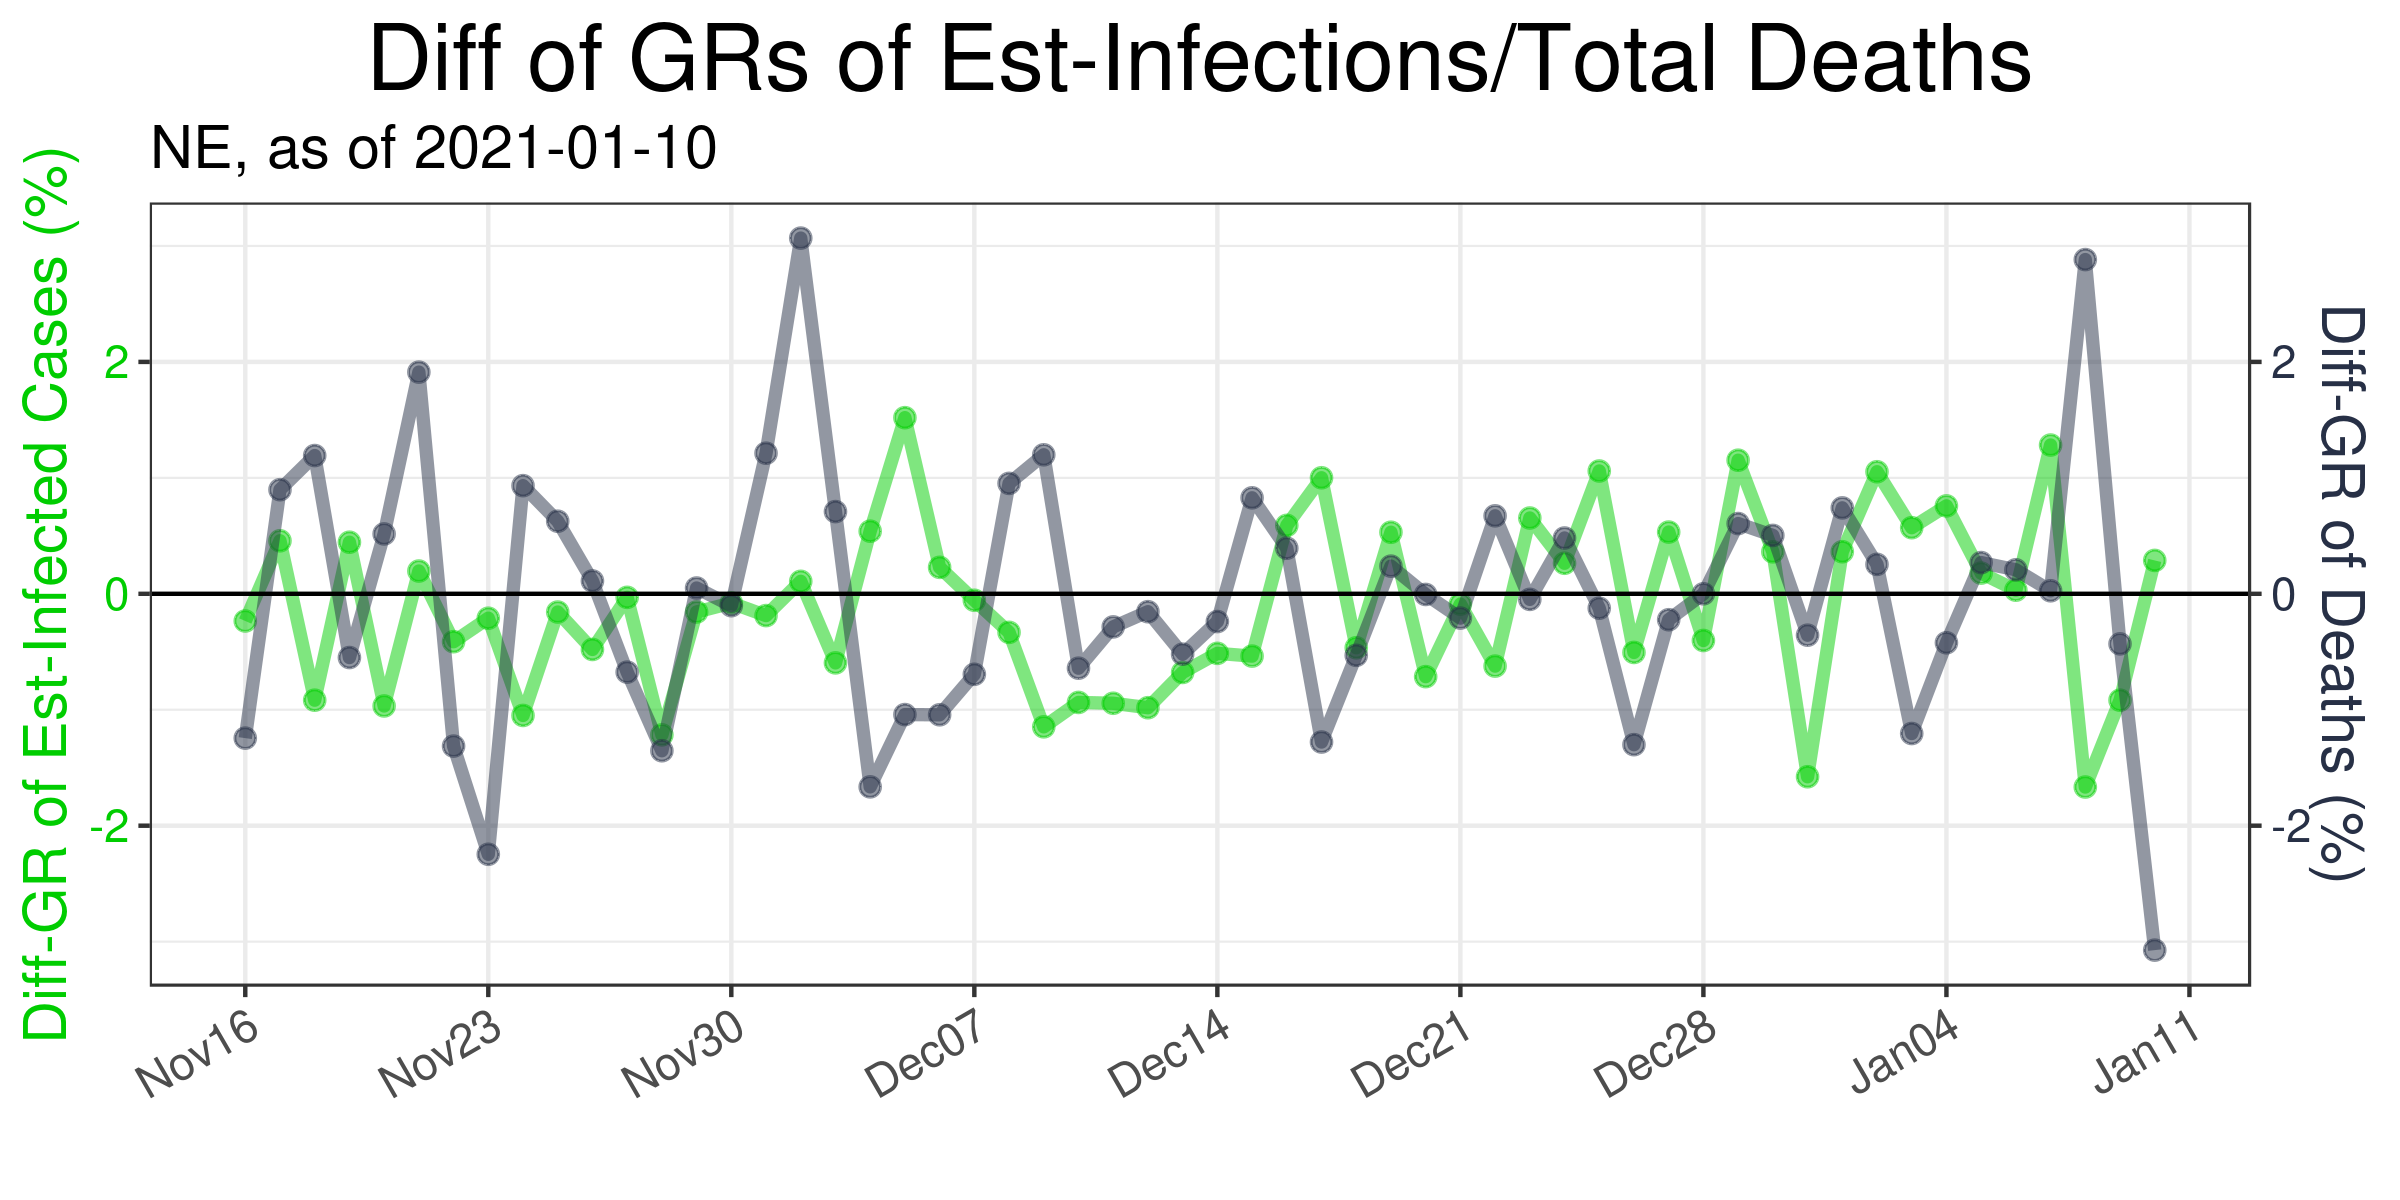 Diff of GRs of Est-Infections/Total Deaths
NE, as of 2021-01-10
Diff-GR of Est-Infected Cases (%)
2
0
-2
2
0
-2
Diff-GR of Deaths (%)
Nov16
Nov23
Nov30
Dec07
Dec14
Dec21
Dec28
Jan04
Jan11